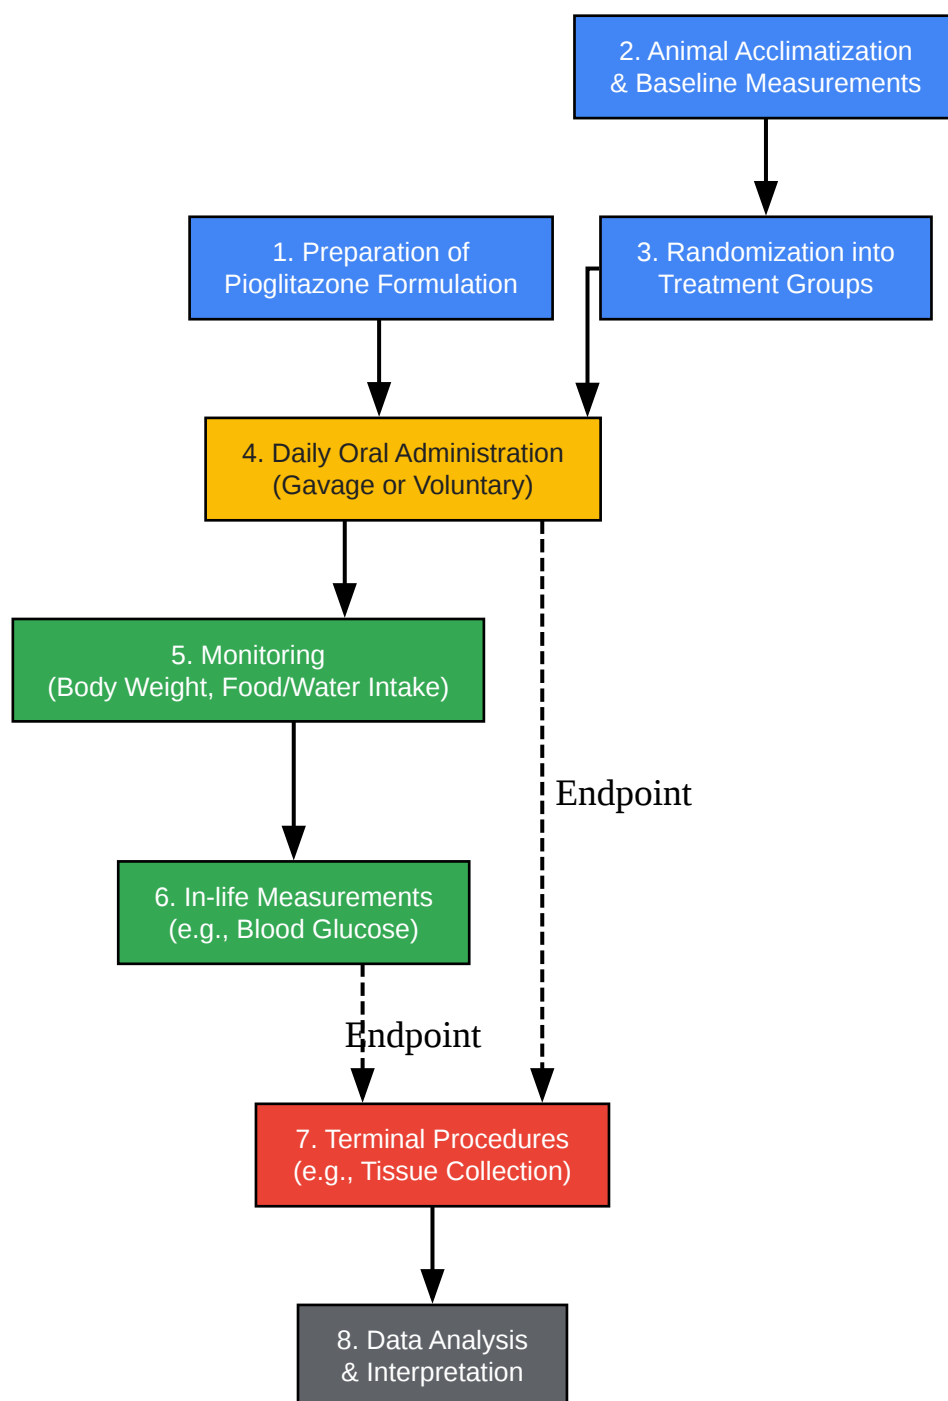 2. Animal Acclimatization
& Baseline Measurements
1. Preparation of
Pioglitazone Formulation
3. Randomization into
Treatment Groups
4. Daily Oral Administration
(Gavage or Voluntary)
5. Monitoring
(Body Weight, Food/Water Intake)
Endpoint
6. In-life Measurements
(e.g., Blood Glucose)
Endpoint
7. Terminal Procedures
(e.g., Tissue Collection)
8. Data Analysis
& Interpretation